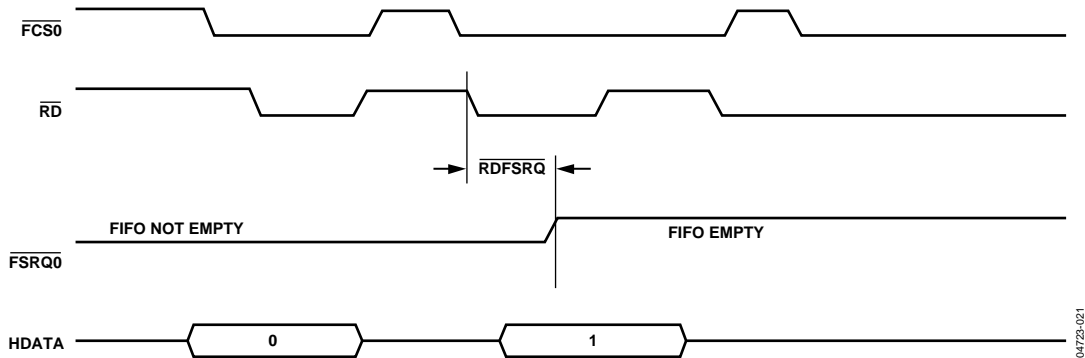 FCS0
RD
RDFSRQ
FIFO NOT EMPTY
FIFO EMPTY
FSRQ0
HDATA
0
1
04723-021